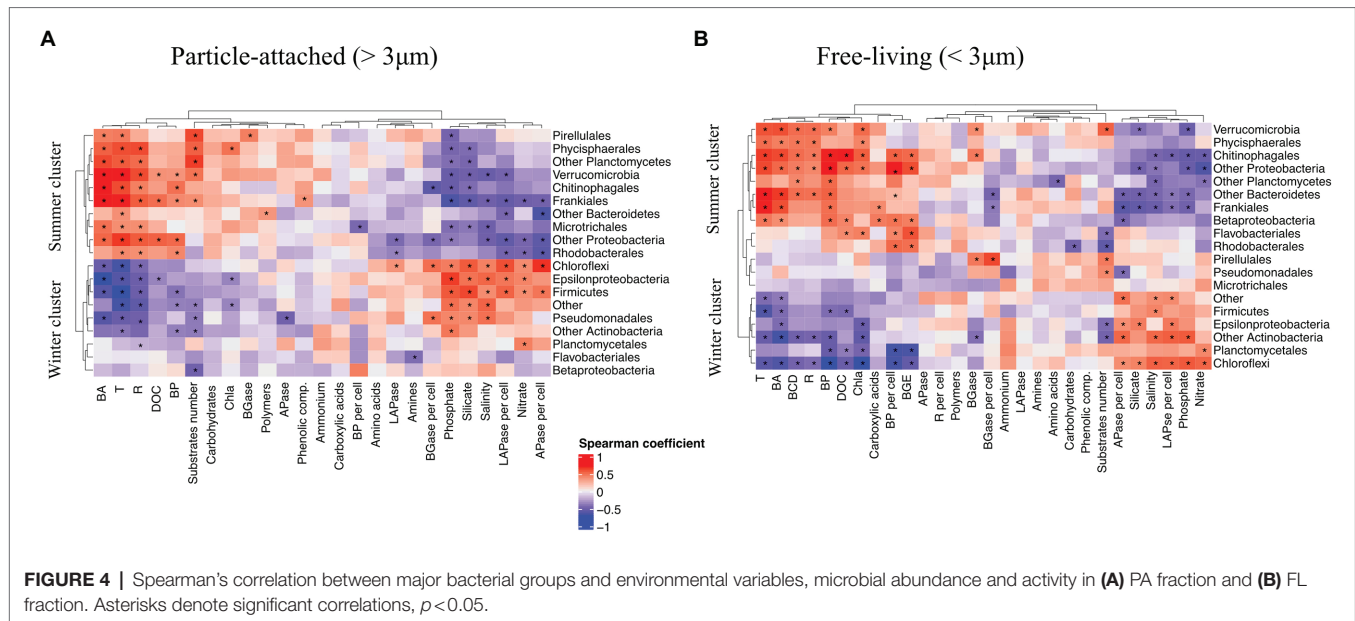 A
Particle-attached (> 3μm)
Summer cluster
Winter cluster
Pirellulales
Phycisphaerales
Other Planctomycetes
Verrucomicrobia
Chitinophagales
Frankiales
Other Bacteroidetes
Microtrichales
Other Proteobacteria
Rhodobacterales
Chloroflexi
Epsilonproteobacteria
Firmicutes
Other
Pseudomonadales
Other Actinobacteria
Planctomycetales
Flavobacteriales
Betaproteobacteria
BA
T
R
DOC
BP
Substrates number
Carbohydrates
Chla
BGase
Polymers
APase
Phenolic comp.
Ammonium
Carboxylic acids
BP per cell
Amino acids
LAPase
Amines
BGase per cell
Phosphate
Silicate
Salinity
LAPase per cell
Nitrate
APase per cell
Spearman coefficient
1
0.5
0
−0.5
−1
B
Free-living (< 3μm)
Summer cluster
Winter cluster
Verrucomicrobia
Phycisphaerales
Chitinophagales
Other Proteobacteria
Other Planctomycetes
Other Bacteroidetes
Frankiales
Betaproteobacteria
Flavobacteriales
Rhodobacterales
Pirellulales
Pseudomonadales
Microtrichales
Other
Firmicutes
Epsilonproteobacteria
Other Actinobacteria
Planctomycetales
Chloroflexi
T
BA
BCD
R
BP
DOC
Chla
Carboxylic acids
BP per cell
BGE
APase
R per cell
Polymers
BGase
BGase per cell
Ammonium
LAPase
Amines
Amino acids
Carbohydrates
Phenolic comp.
Substrates number
APase per cell
Silicate
Salinity
LAPse per cell
Phosphate
Nitrate
FIGURE 4 | Spearman's correlation between major bacterial groups and environmental variables, microbial abundance and activity in (A) PA fraction and (B) FL
fraction. Asterisks denote significant correlations, p<0.05.